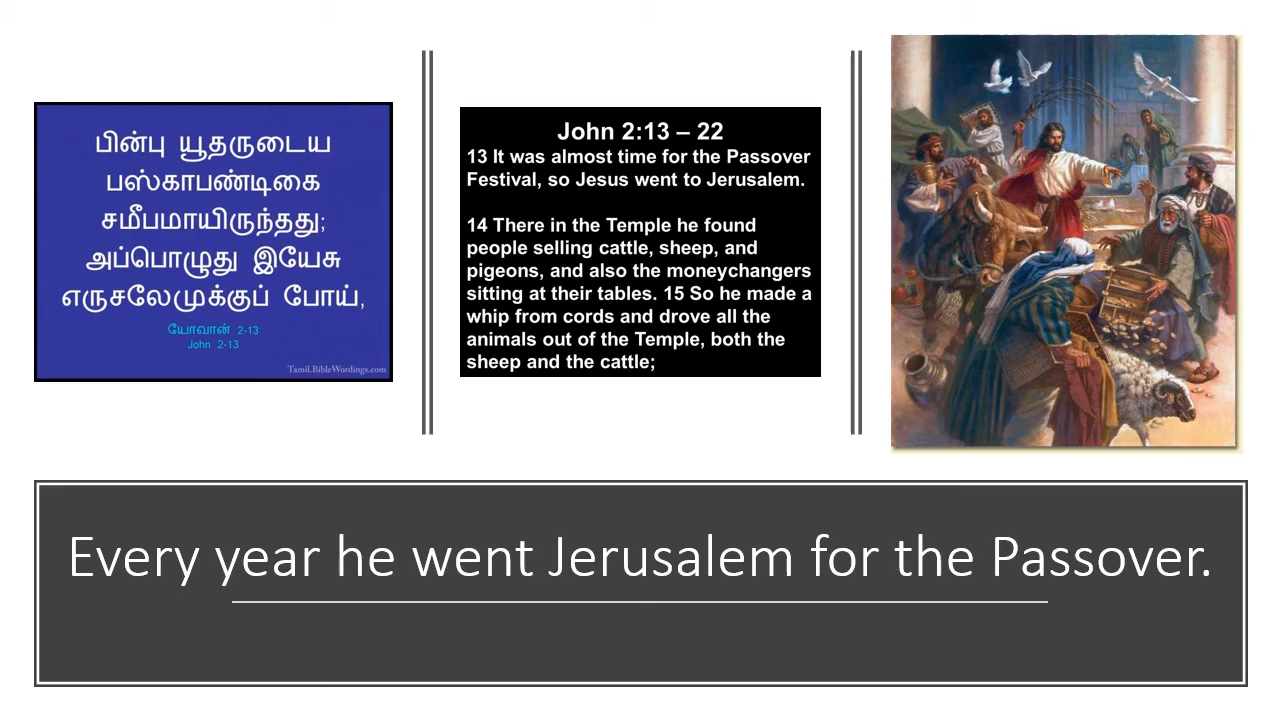 பின்பு யூதருடைய
பஸ்காபண்டிகை
சமீபமாயிருந்தது;
அப்பொழுது இயேசு
எருசலேமுக்குப் போய்,
யோவான் 2-13
John 2-13
Tamil.BibleWordings.com
John 2:13 – 22
13 It was almost time for the Passover
Festival, so Jesus went to Jerusalem.
14 There in the Temple he found
people selling cattle, sheep, and
pigeons, and also the moneychangers
sitting at their tables. 15 So he made a
whip from cords and drove all the
animals out of the Temple, both the
sheep and the cattle;
Every year he went Jerusalem for the Passover.